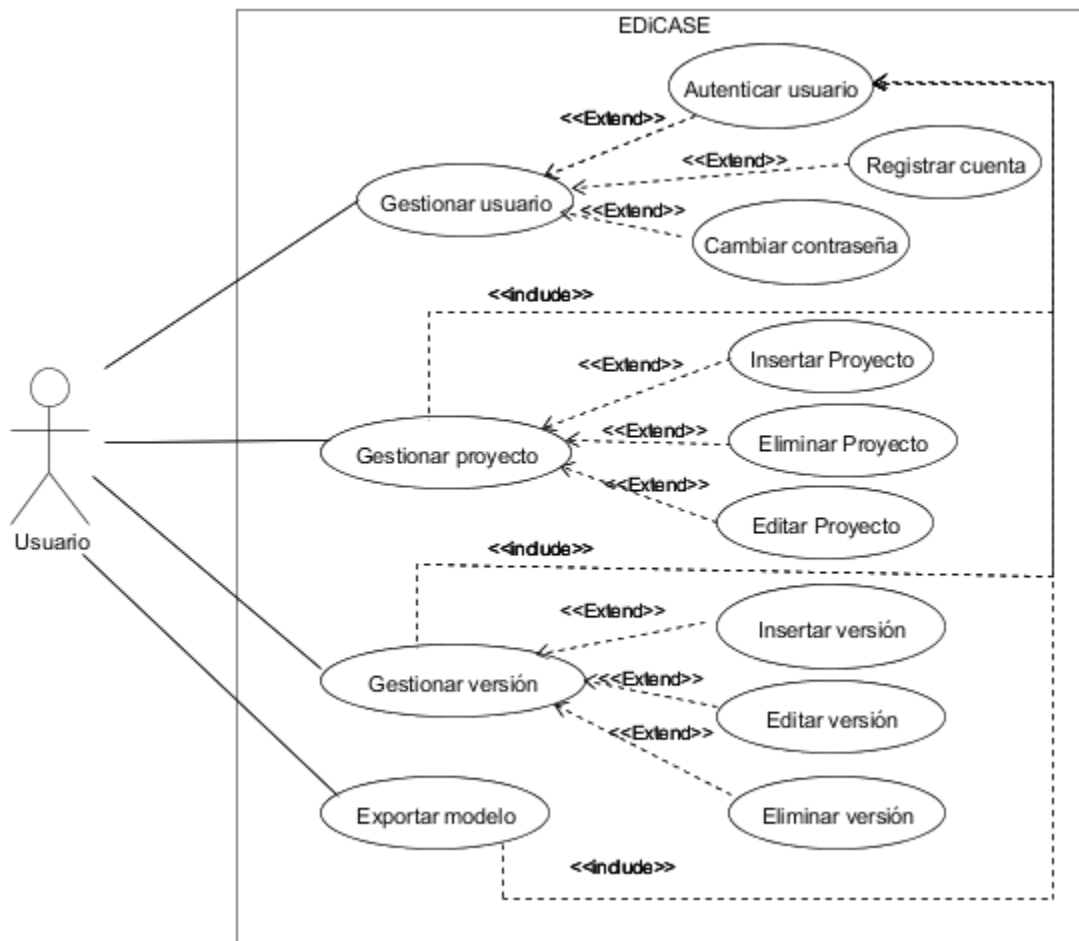 EDiCASE
Autenticar usuario
<<Extend>>
<<Extend>>
Registrar cuenta
Gestionar usuario
<<Extend>>
Cambiar contraseña
<<include>>
Insertar Proyecto
<<Extend>>
Gestionar proyecto
<<Extend>>
Eliminar Proyecto
<<Extend>>
Editar Proyecto
Usuario
<<include>>
<<Extend>>
Insertar versión
Gestionar versión
<<Extend>>
Editar versión
<<Extend>>
Exportar modelo
Eliminar versión
<<include>>